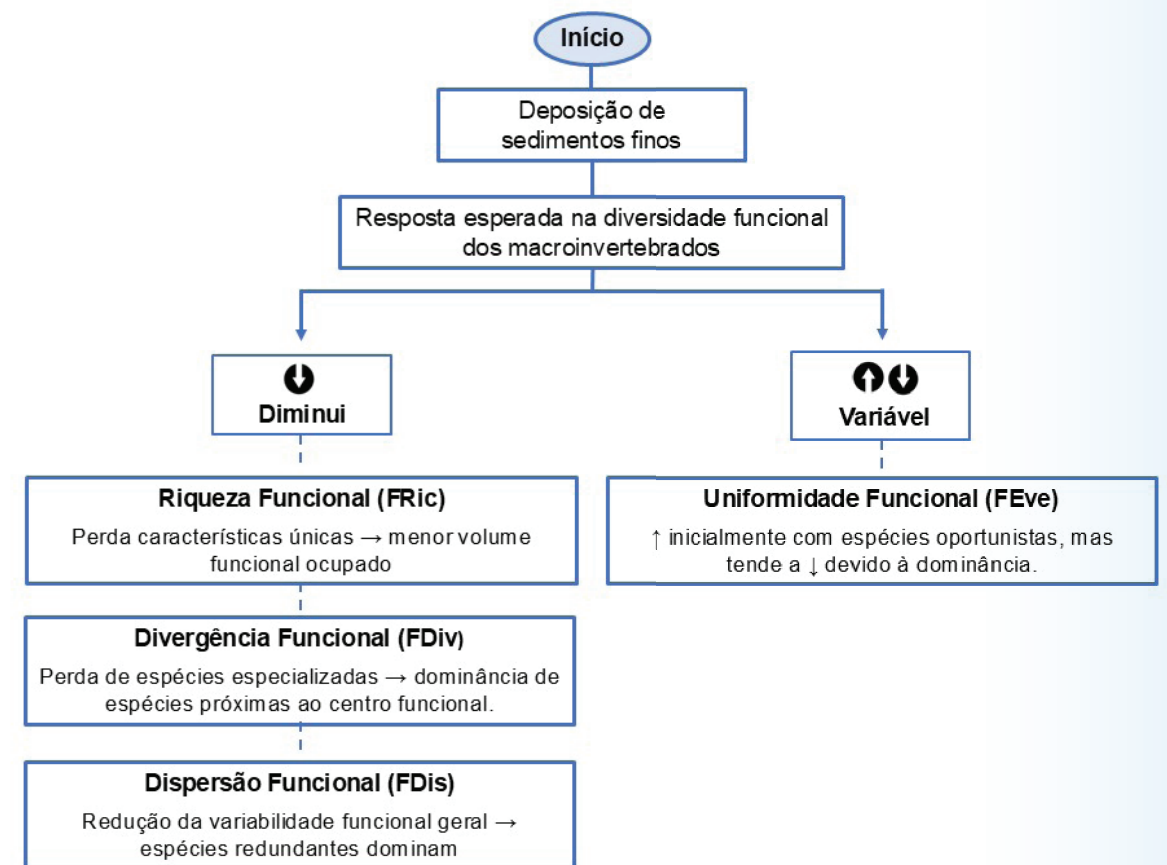 Início
Deposição de
sedimentos finos
Resposta esperada na diversidade funcional
dos macroinvertebrados
Diminui
Variável
Riqueza Funcional (FRic)
Perda características únicas → menor volume
funcional ocupado
Uniformidade Funcional (FEve)
↑ inicialmente com espécies oportunistas, mas
tende a ↓ devido à dominância.
Divergência Funcional (FDiv)
Perda de espécies especializadas → dominância de
espécies próximas ao centro funcional.
Dispersão Funcional (FDis)
Redução da variabilidade funcional geral →
espécies redundantes dominam